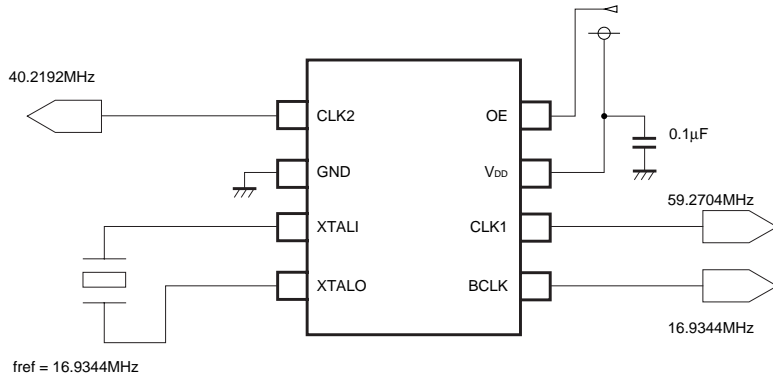 40.2192MHz
CLK2
OE
0.1μF
GND
VDD
59.2704MHz
XTALI
CLK1
XTALO
BCLK
16.9344MHz
fref = 16.9344MHz